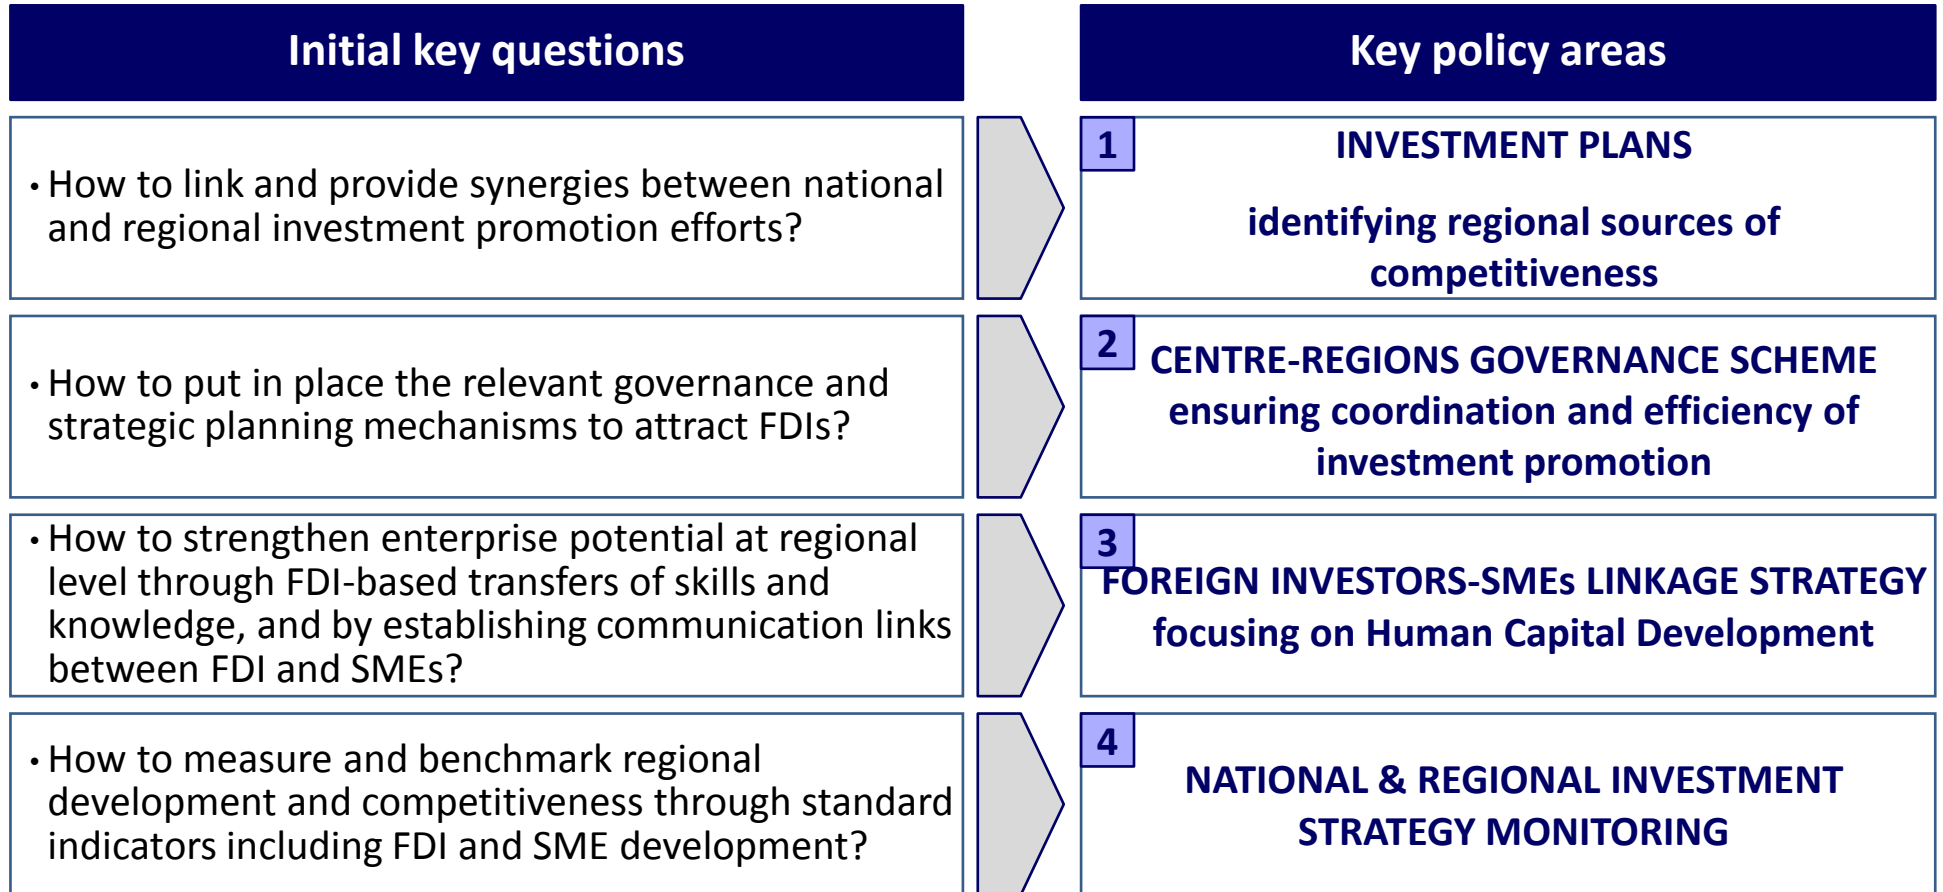 Initial key questions
Key policy areas
• How to link and provide synergies between national
and regional investment promotion efforts?
1
INVESTMENT PLANS
identifying regional sources of
competitiveness
• How to put in place the relevant governance and
strategic planning mechanisms to attract FDIs?
2
CENTRE-REGIONS GOVERNANCE SCHEME
ensuring coordination and efficiency of
investment promotion
• How to strengthen enterprise potential at regional
level through FDI-based transfers of skills and
knowledge, and by establishing communication links
between FDI and SMEs?
3
FOREIGN INVESTORS-SMEs LINKAGE STRATEGY
focusing on Human Capital Development
• How to measure and benchmark regional
development and competitiveness through standard
indicators including FDI and SME development?
4
NATIONAL & REGIONAL INVESTMENT
STRATEGY MONITORING